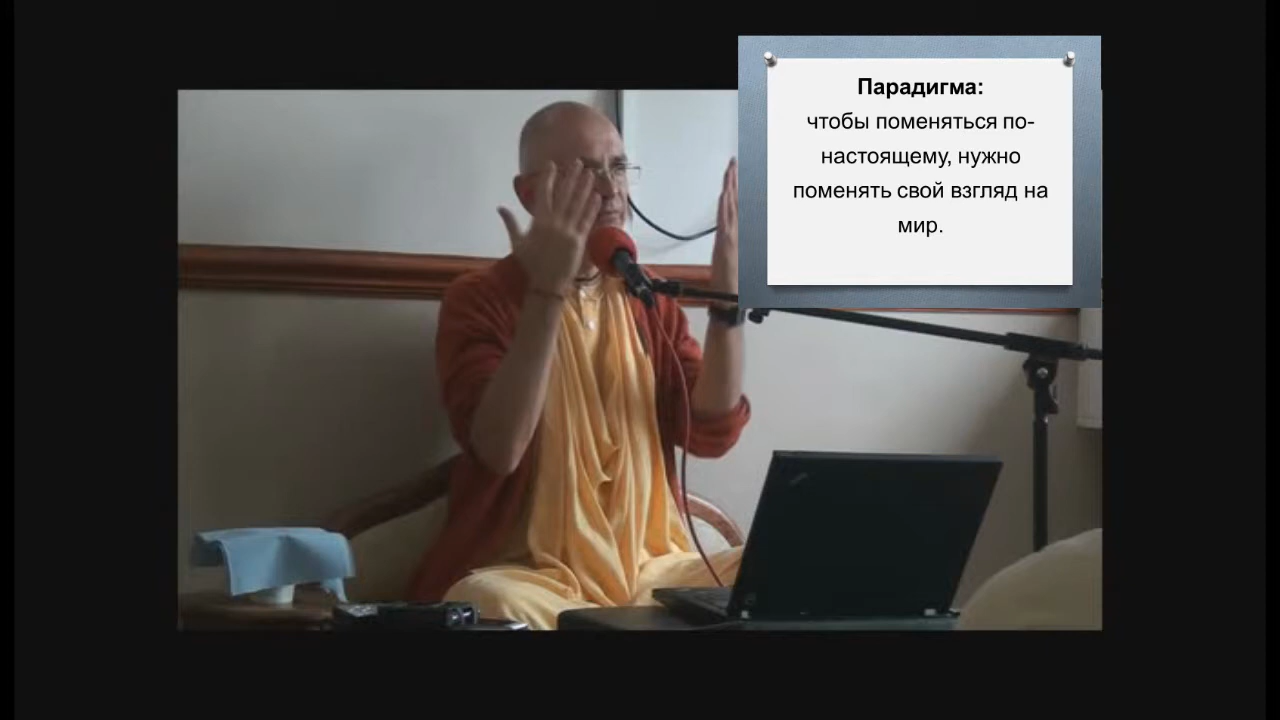 Парадигма:
чтобы поменяться по-
настоящему, нужно
поменять свой взгляд на
мир.